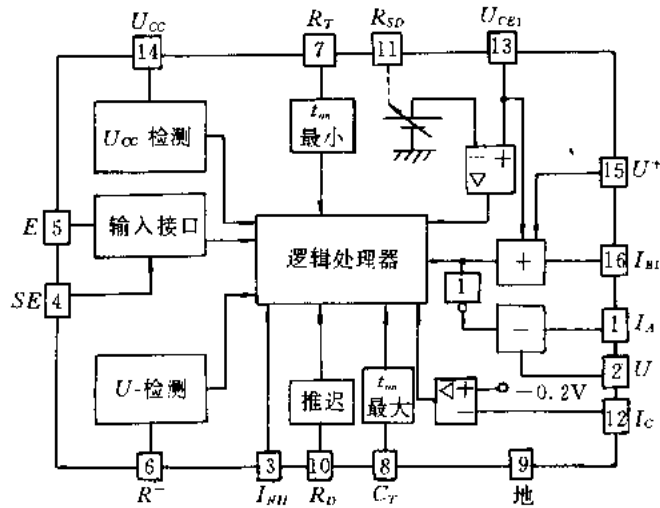 U_CC R_T R_SD U_CE1
14 7 11 13
U_CC 检测
t_on
最小
- +
15 U⁺
E 5 输入接口
逻辑处理器
+
16
SE 4
1
-
1 I_A
U-检测
推迟
t_on
最大
+
-
-0.2V
2 U
12 I_C
6 3 10 8 9
R⁻ R_D C_T 地